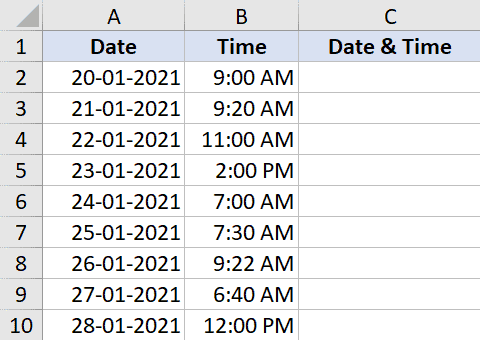 A B C
1 Date Time Date & Time
2 20-01-2021 9:00 AM
3 21-01-2021 9:20 AM
4 22-01-2021 11:00 AM
5 23-01-2021 2:00 PM
6 24-01-2021 7:00 AM
7 25-01-2021 7:30 AM
8 26-01-2021 9:22 AM
9 27-01-2021 6:40 AM
10 28-01-2021 12:00 PM